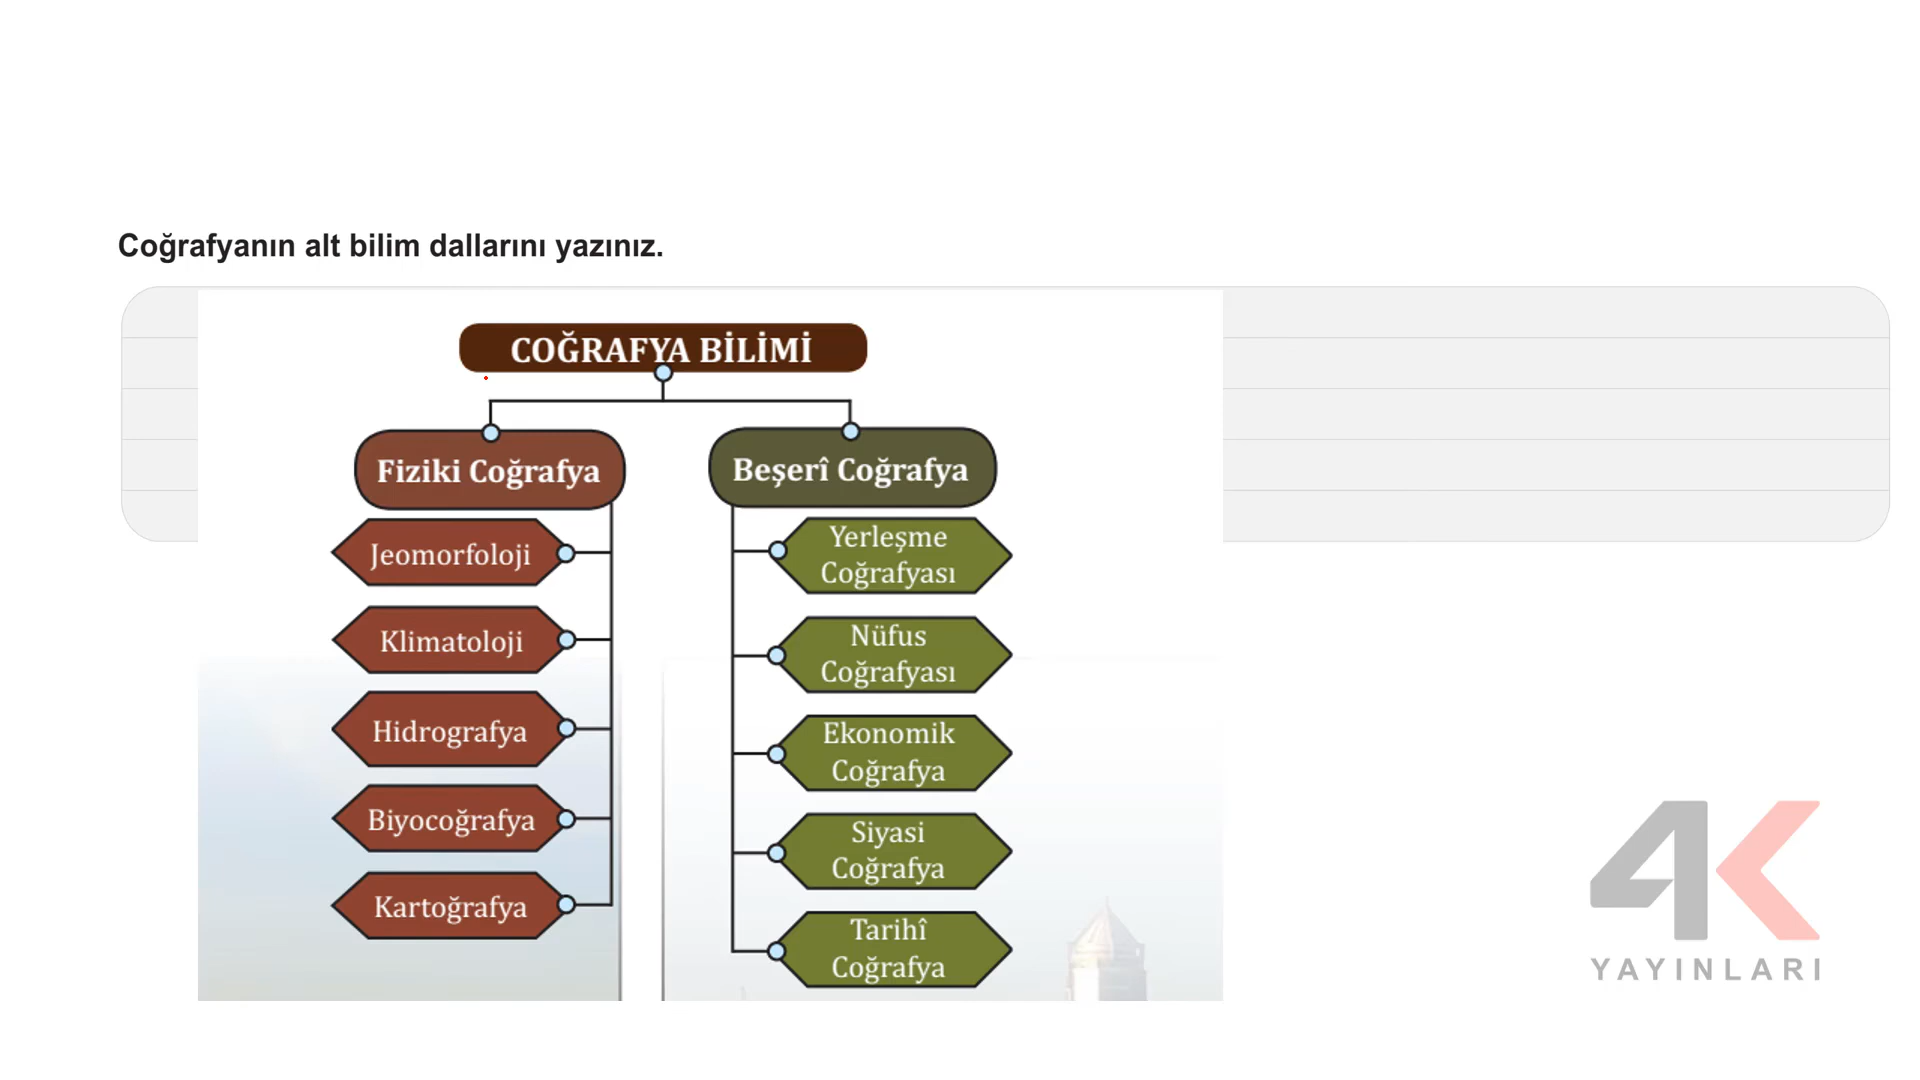 Coğrafyanın alt bilim dallarını yazınız.
COĞRAFYA BİLİMİ
Fiziki Coğrafya
Jeomorfoloji
Klimatoloji
Hidrografya
Biyocoğrafya
Kartoğrafya
Beşerî Coğrafya
Yerleşme
Coğrafyası
Nüfus
Coğrafyası
Ekonomik
Coğrafya
Siyasi
Coğrafya
Tarihî
Coğrafya
4K
YAYINLARI